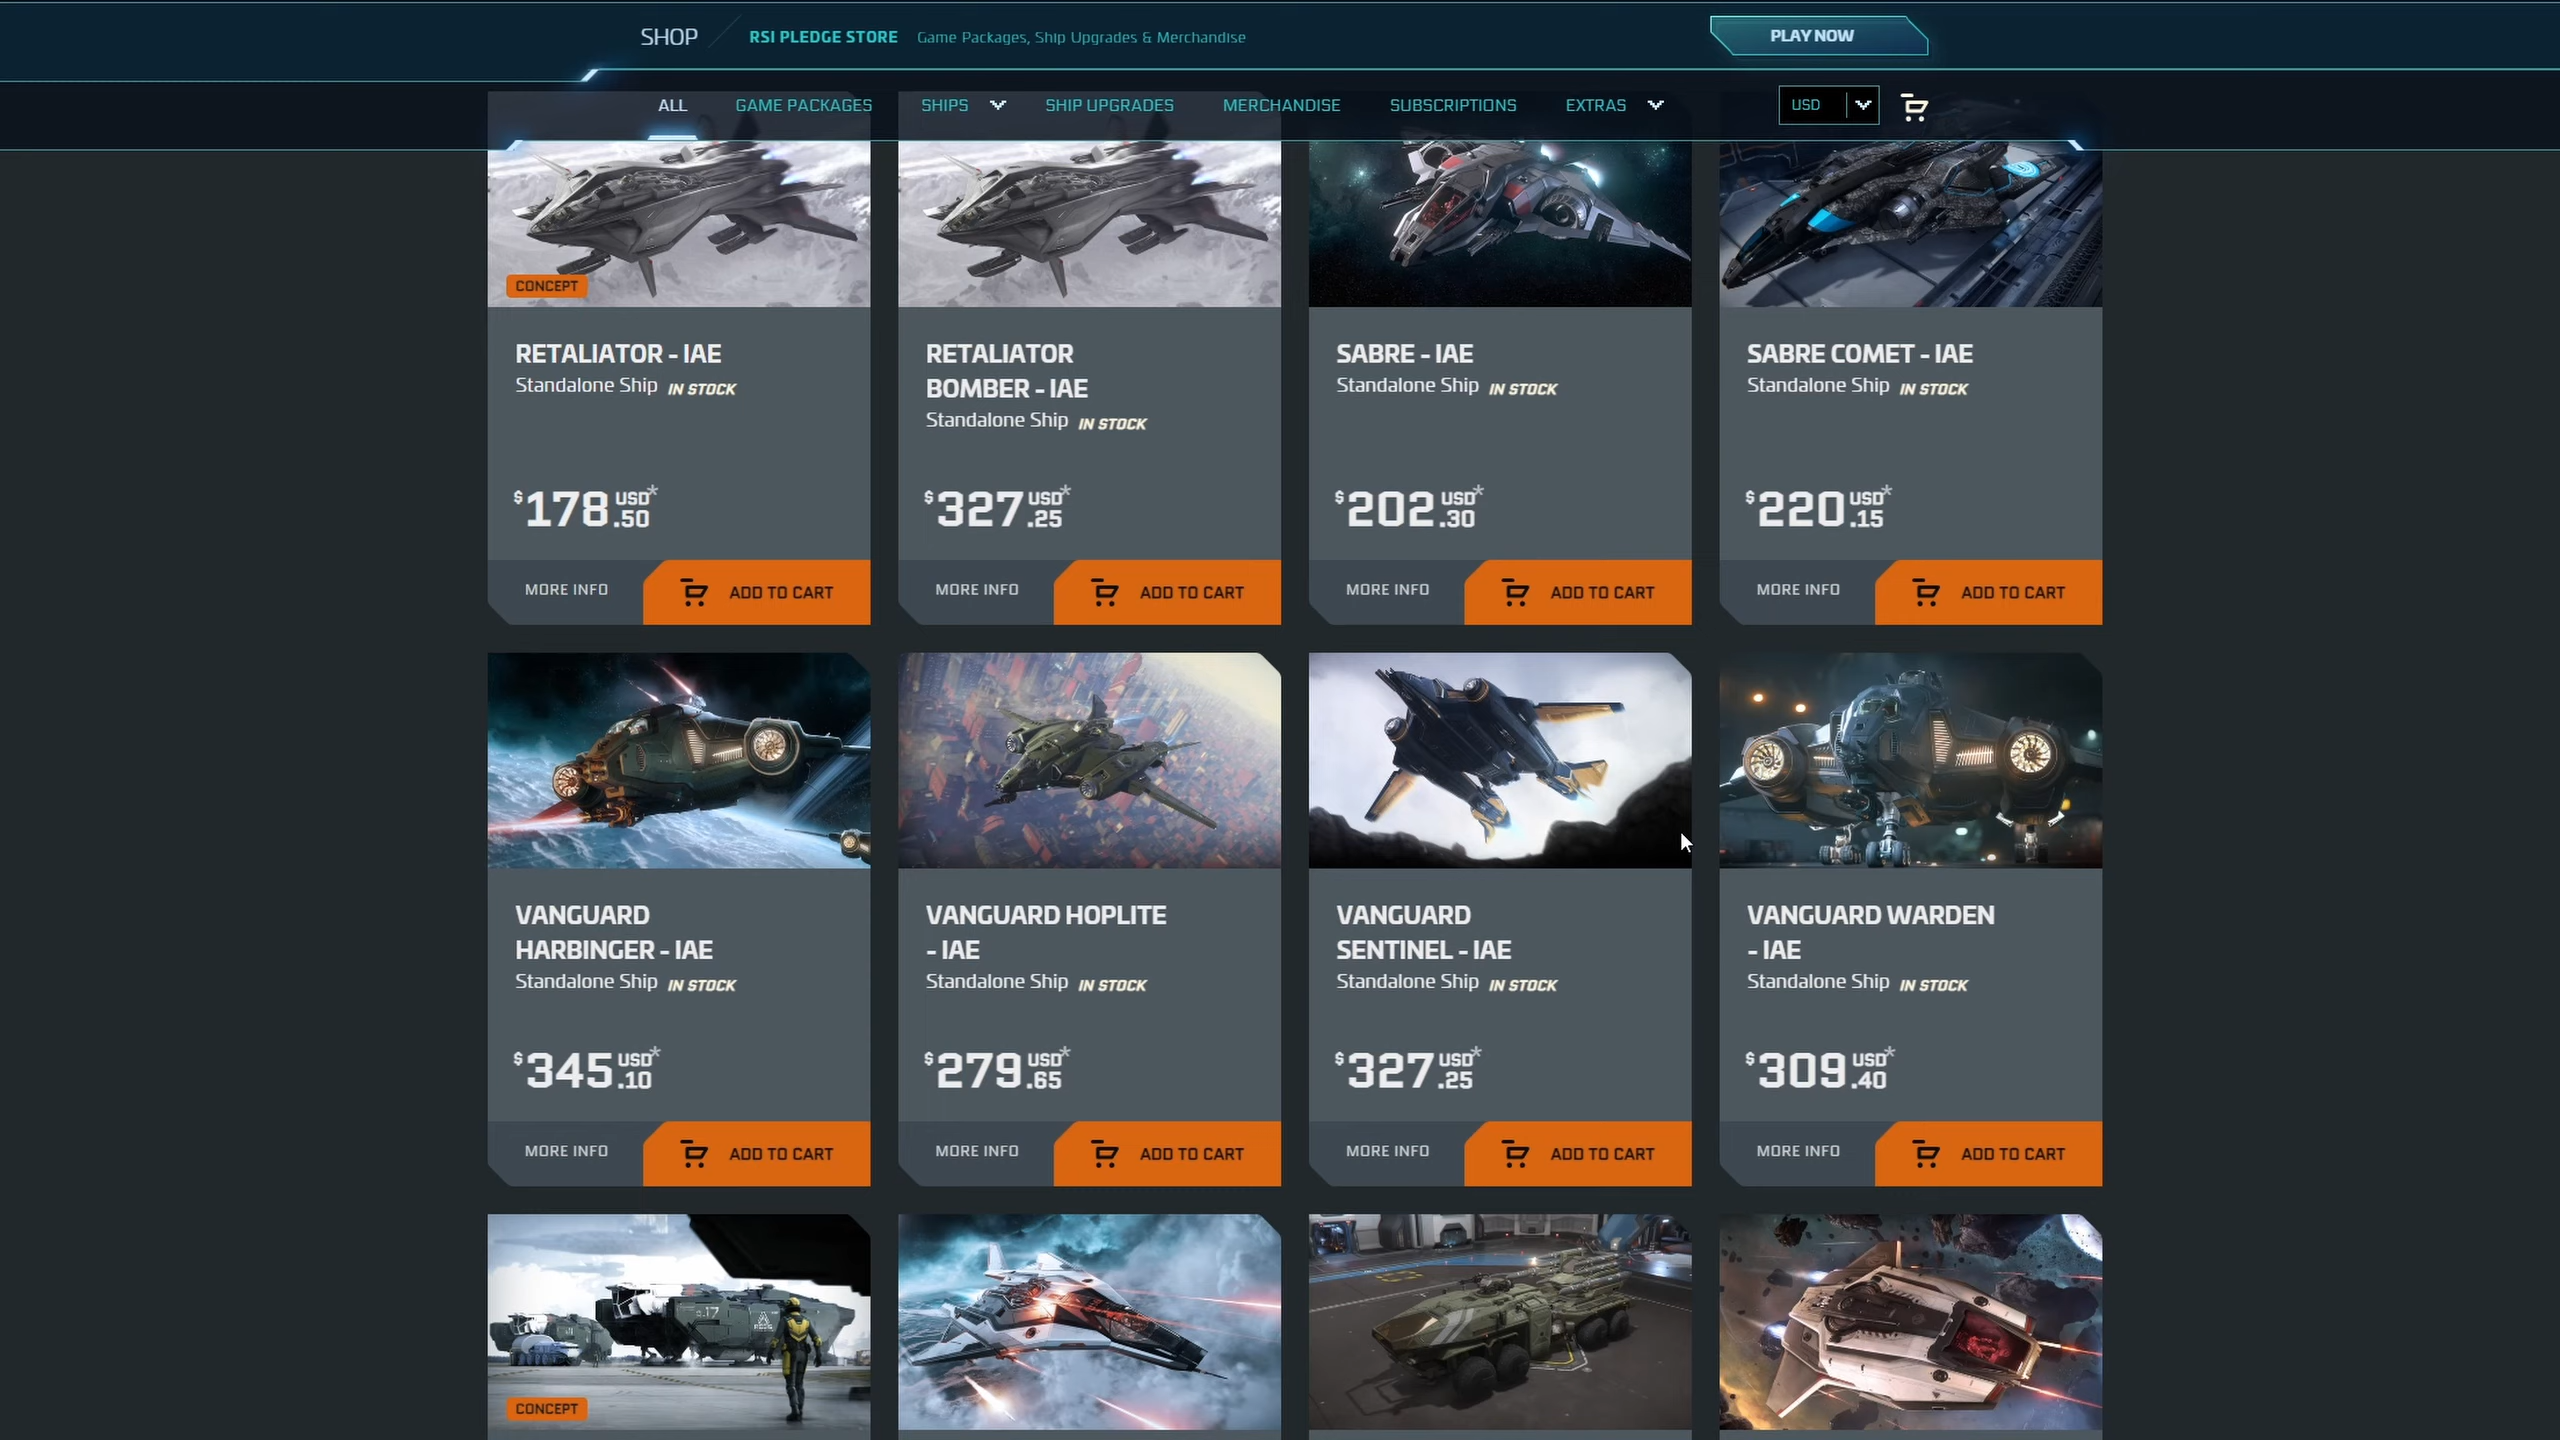 SHOP RSI PLEDGE STORE Game Packages, Ship Upgrades & Merchandise PLAY NOW
ALL GAME PACKAGES SHIPS SHIP UPGRADES MERCHANDISE SUBSCRIPTIONS EXTRAS USD
CONCEPT
RETALIATOR - IAE
Standalone Ship IN STOCK
$178.50 USD*
MORE INFO ADD TO CART
RETALIATOR
BOMBER - IAE
Standalone Ship IN STOCK
$327.25 USD*
MORE INFO ADD TO CART
SABRE - IAE
Standalone Ship IN STOCK
$202.30 USD*
MORE INFO ADD TO CART
SABRE COMET - IAE
Standalone Ship IN STOCK
$220.15 USD*
MORE INFO ADD TO CART
VANGUARD
HARBINGER - IAE
Standalone Ship IN STOCK
$345.10 USD*
MORE INFO ADD TO CART
VANGUARD HOPLITE
- IAE
Standalone Ship IN STOCK
$279.65 USD*
MORE INFO ADD TO CART
VANGUARD
SENTINEL - IAE
Standalone Ship IN STOCK
$327.25 USD*
MORE INFO ADD TO CART
VANGUARD WARDEN
- IAE
Standalone Ship IN STOCK
$309.40 USD*
MORE INFO ADD TO CART
CONCEPT